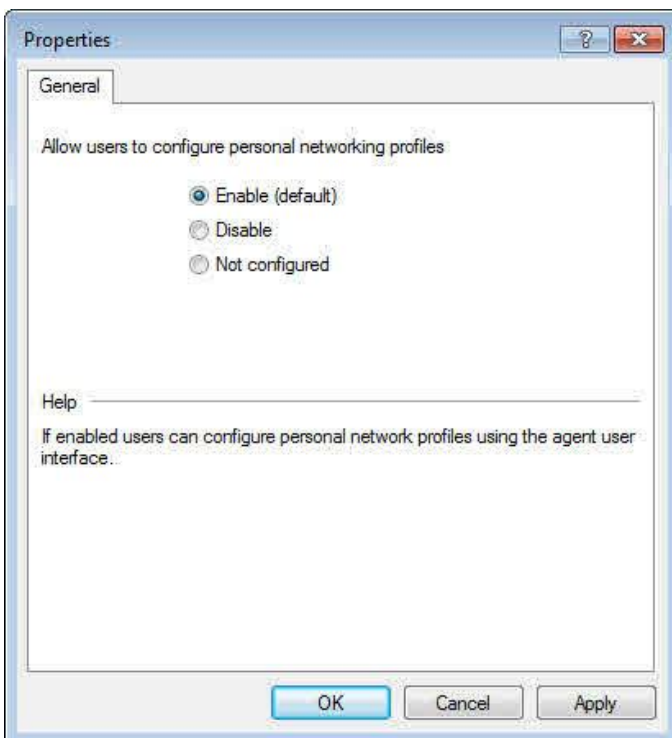 Properties
General
Allow users to configure personal networking profiles
Enable (default)
Disable
Not configured
Help
If enabled users can configure personal network profiles using the agent user
interface.
OK Cancel Apply